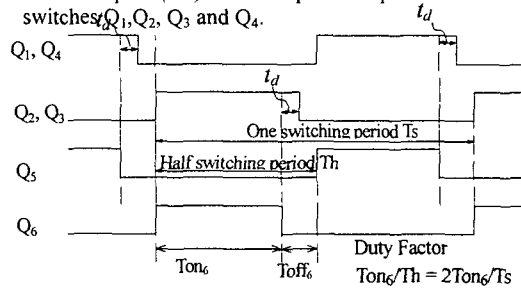 switches Q1,Q2, Q3 and Q4.
td
td
Q1, Q4
td
Q2, Q3
One switching period Ts
Half switching period Th
Q5
Q6
Ton6
Toff6
Duty Factor
Ton6/Th = 2Ton6/Ts